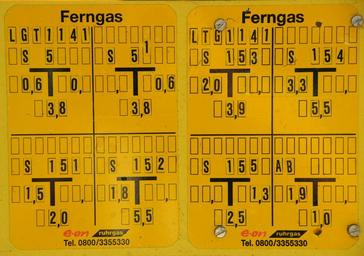 Ferngas
LGT1141
S 5 S 5 1
0,6 , 0,6
3,8 3,8
S 151 S 152
1,5 1,8
2,0 5,5
e·on ruhrgas
Tel. 0800/3355330
Ferngas
LTG1141
S 153 S 154
2,0 3,3
3,9 5,5
S 155 AB
1,3 1,9
2,5 1,0
e·on ruhrgas
Tel. 0800/3355330